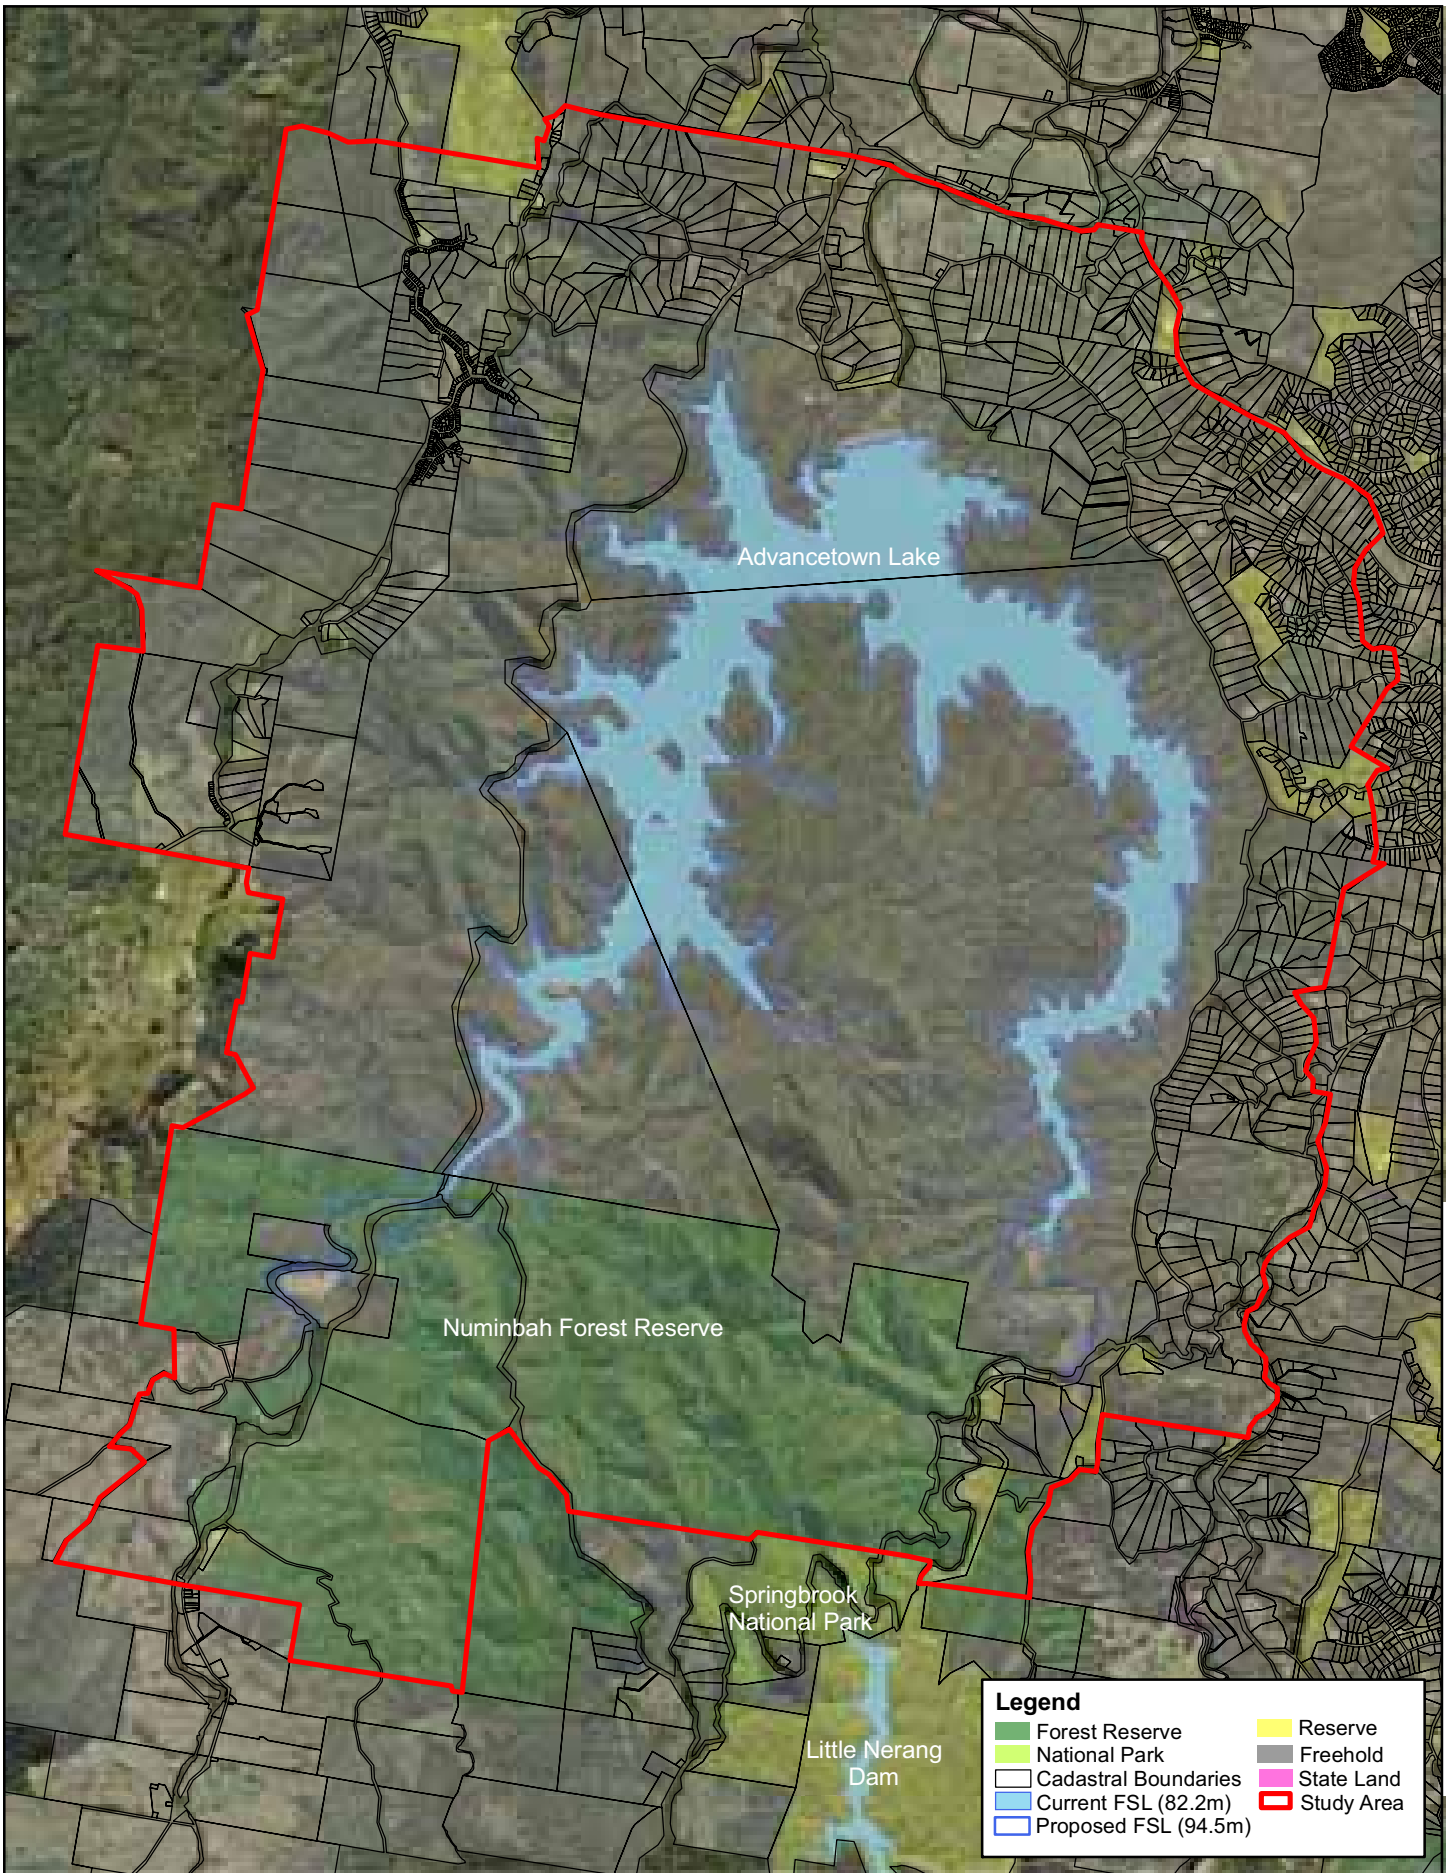 Advancetown Lake
Numinbah Forest Reserve
Springbrook
National Park
Little Nerang
Dam
Legend
Forest Reserve
National Park
Cadastral Boundaries
Current FSL (82.2m)
Proposed FSL (94.5m)
Reserve
Freehold
State Land
Study Area